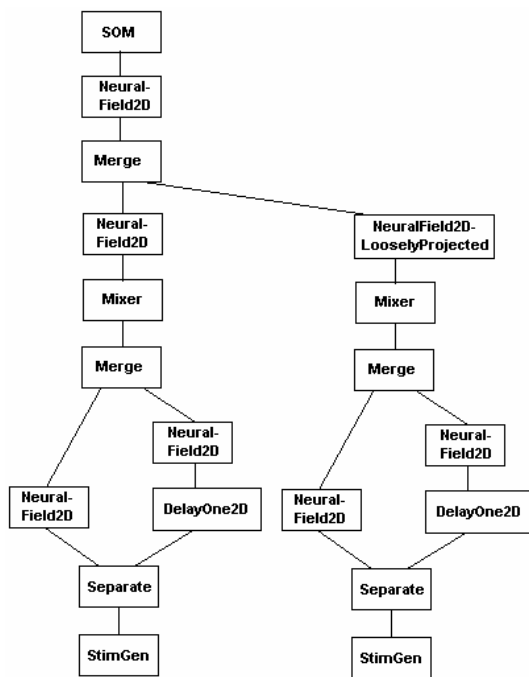 SOM
Neural-
Field2D
Merge
Neural-
Field2D
NeuralField2D-
LooselyProjected
Mixer
Mixer
Merge
Merge
Neural-
Field2D
Neural-
Field2D
Neural-
Field2D
DelayOne2D
Neural-
Field2D
DelayOne2D
Separate
Separate
StimGen
StimGen